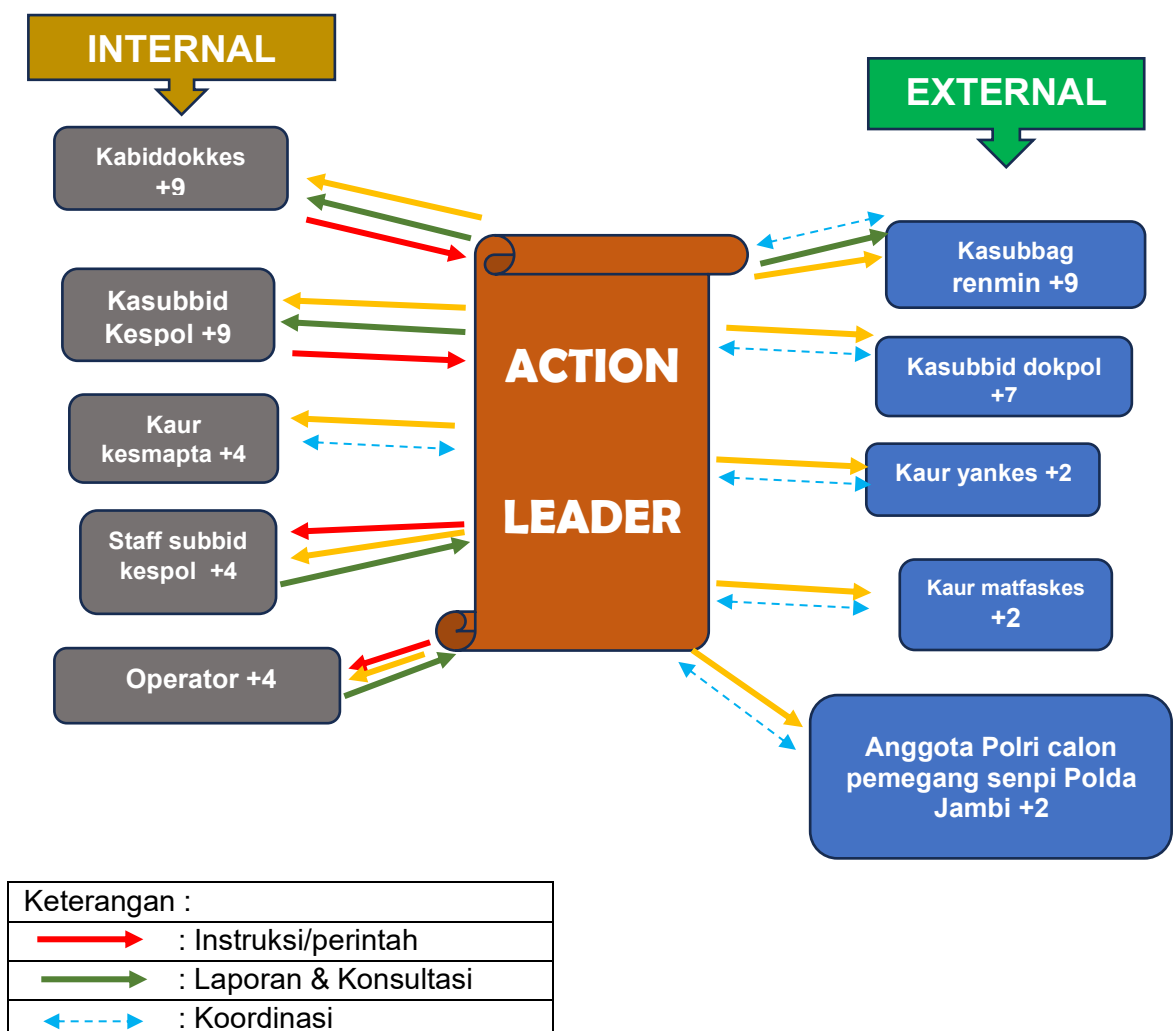 INTERNAL
EXTERNAL
Kabiddokkes
+9
Kasubbid
Kespol +9
Kaur
kesmapta +4
Staff subbid
kespol +4
Operator +4
ACTION
LEADER
Kasubbag
renmin +9
Kasubbid dokpol
+7
Kaur yankes +2
Kaur matfaskes
+2
Anggota Polri calon
pemegang senpi Polda
Jambi +2
Keterangan :
: Instruksi/perintah
: Laporan & Konsultasi
: Koordinasi